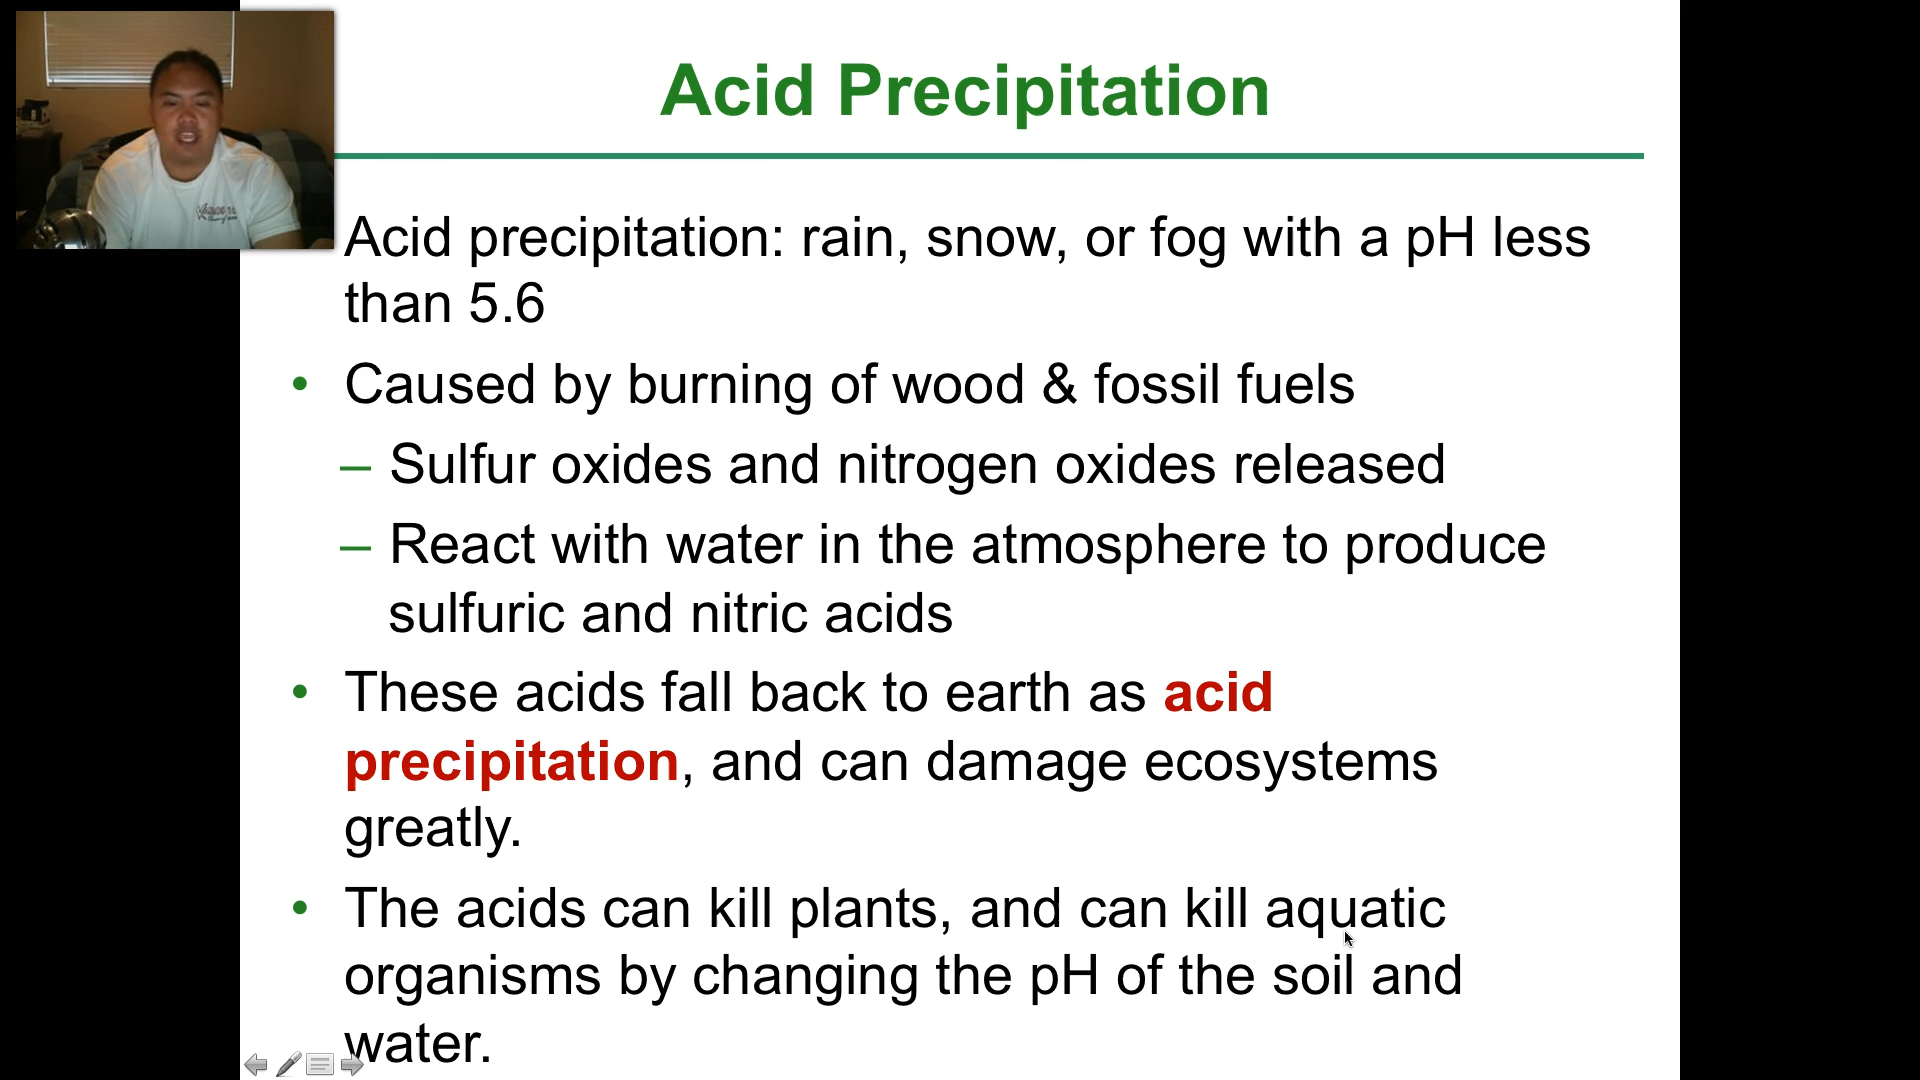 Acid Precipitation
Acid precipitation: rain, snow, or fog with a pH less
than 5.6
• Caused by burning of wood & fossil fuels
– Sulfur oxides and nitrogen oxides released
– React with water in the atmosphere to produce
sulfuric and nitric acids
• These acids fall back to earth as acid
precipitation, and can damage ecosystems
greatly.
• The acids can kill plants, and can kill aquatic
organisms by changing the pH of the soil and
water.